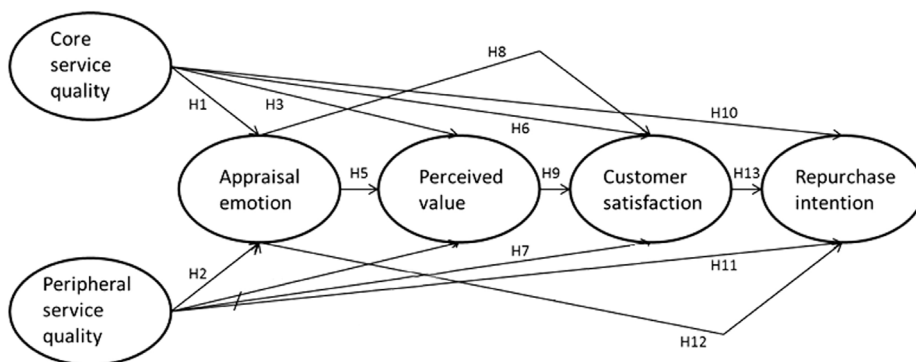 Core
service
quality
H1
H3
H8
H6
H10
Appraisal
emotion
H5
Perceived
value
H9
Customer
satisfaction
H13
Repurchase
intention
H2
H7
H11
H12
Peripheral
service
quality